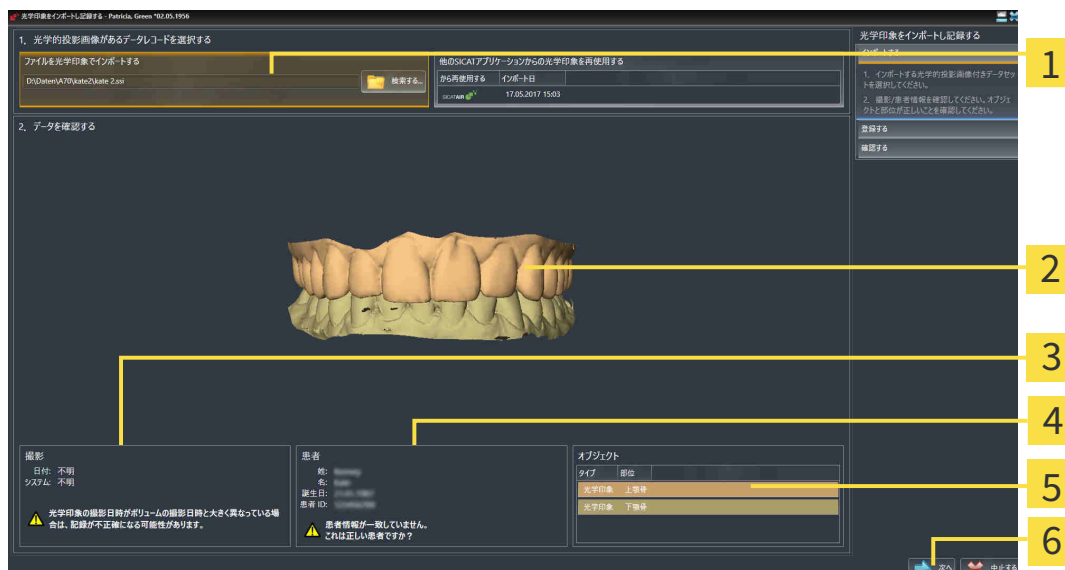 光学印象をインポートし記録する - Patricia, Green *02.05.1956
1. 光学的投影画像があるデータレコードを選択する
ファイルを光学印象でインポートする
D:\Daten\A70\kate2\kate 2.ssi
検索する...
他のSICATアプリケーションからの光学印象を再使用する
から再使用する インポート日
SICAT AIR 17.05.2017 15:03
2. データを確認する
撮影
日付: 不明
システム: 不明
光学印象の撮影日時がボリュームの撮影日時と大きく異なっている場
合は、記録が不正確になる可能性があります。
患者
姓:
名:
誕生日:
患者 ID:
患者情報が一致していません。
これは正しい患者ですか？
オブジェクト
タイプ 部位
光学印象 上顎骨
光学印象 下顎骨
光学印象をインポートし記録する
インポートする
1. インポートする光学的投影画像付きデータセッ
トを選択してください。
2. 撮影/患者情報を確認してください。オブジェ
クトと部位が正しいことを確認してください。
登録する
確認する
次へ
中止する
1
2
3
4
5
6